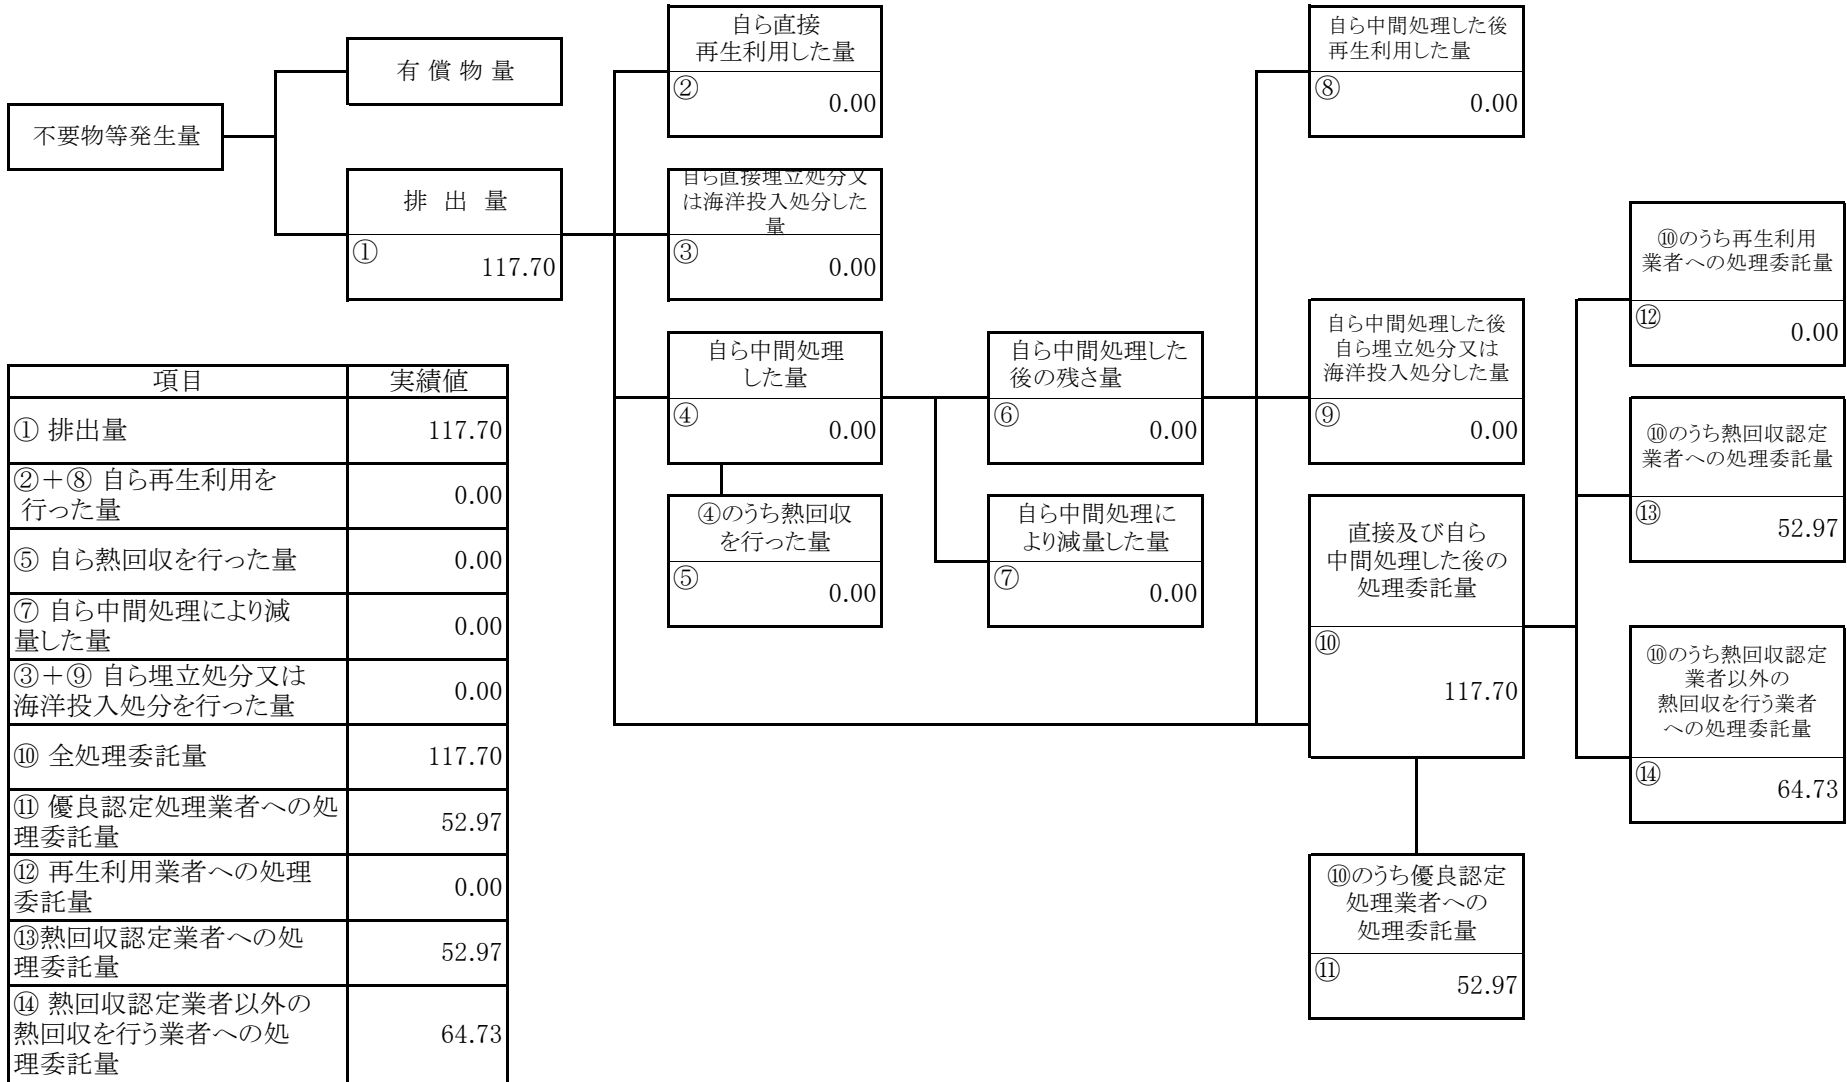 不要物等発生量
有 償 物 量
排 出 量
①
117.70
自ら直接
再生利用した量
②
0.00
自ら直接埋立処分又
は海洋投入処分した
量
③
0.00
自ら中間処理
した量
④
0.00
④のうち熱回収
を行った量
⑤
0.00
自ら中間処理した
後の残さ量
⑥
0.00
自ら中間処理に
より減量した量
⑦
0.00
自ら中間処理した後
再生利用した量
⑧
0.00
自ら中間処理した後
自ら埋立処分又は
海洋投入処分した量
⑨
0.00
直接及び自ら
中間処理した後の
処理委託量
⑩
117.70
⑩のうち優良認定
処理業者への
処理委託量
⑪
52.97
⑩のうち再生利用
業者への処理委託量
⑫
0.00
⑩のうち熱回収認定
業者への処理委託量
⑬
52.97
⑩のうち熱回収認定
業者以外の
熱回収を行う業者
への処理委託量
⑭
64.73
項目 実績値
① 排出量 117.70
②+⑧ 自ら再生利用を
行った量 0.00
⑤ 自ら熱回収を行った量 0.00
⑦ 自ら中間処理により減
量した量 0.00
③+⑨ 自ら埋立処分又は
海洋投入処分を行った量 0.00
⑩ 全処理委託量 117.70
⑪ 優良認定処理業者への処
理委託量 52.97
⑫ 再生利用業者への処理
委託量 0.00
⑬熱回収認定業者への処
理委託量 52.97
⑭ 熱回収認定業者以外の
熱回収を行う業者への処
理委託量 64.73